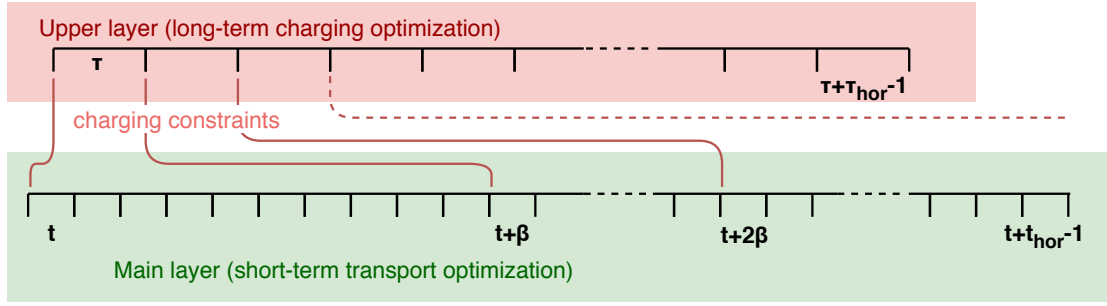 Upper layer (long-term charging optimization)
τ
τ+τhor-1
charging constraints
t
t+β
t+2β
t+thor-1
Main layer (short-term transport optimization)